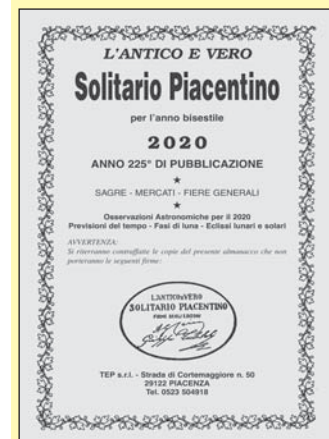 L'ANTICO E VERO
Solitario Piacentino
per l'anno bisestile
2020
ANNO 225° DI PUBBLICAZIONE
★
SAGRE - MERCATI - FIERE GENERALI
★
Osservazioni Astronomiche per il 2020
Previsioni del tempo - Fasi di luna - Eclissi lunari e solari
AVVERTENZA:
Si riterranno contraffatte le copie del presente almanacco che non
porteranno le seguenti firme:
L'ANTICO e VERO
SOLITARIO PIACENTINO
TEP s.r.l. - Strada di Cortemaggiore n. 50
29122 PIACENZA
Tel. 0523 504918